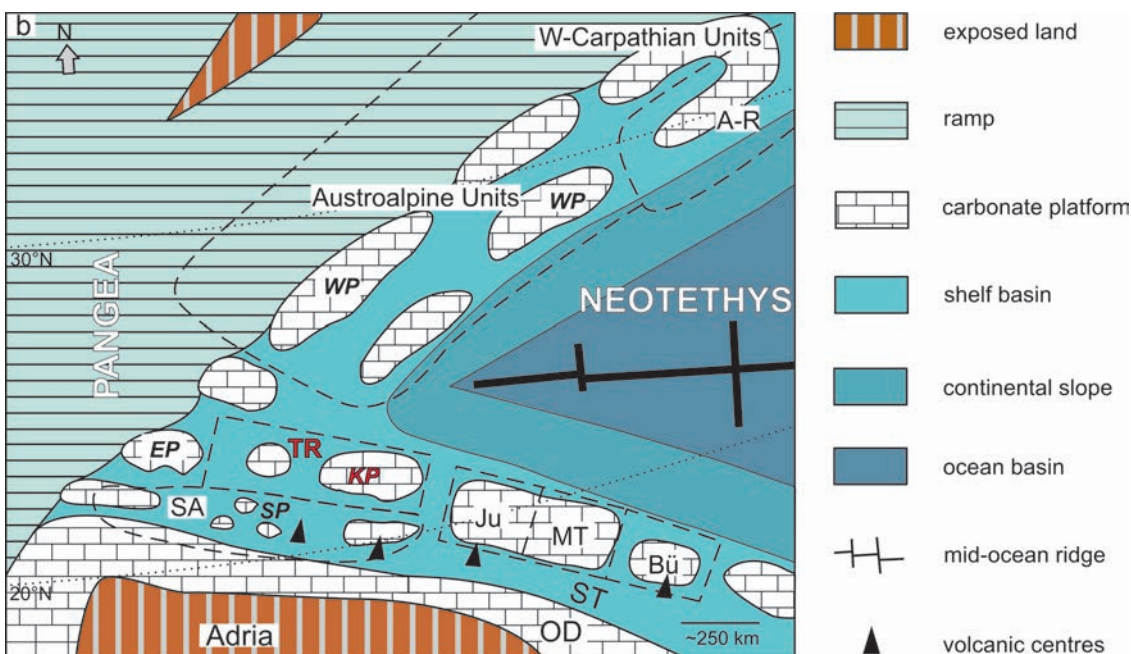 b
N
W-Carpathian Units
A-R
Austroalpine Units
WP
30°N
WP
PANGEA
NEOTETHYS
EP
TR
KP
SA
SP
Ju
MT
Bü
20°N
ST
Adria
OD
~250 km
exposed land
ramp
carbonate platform
shelf basin
continental slope
ocean basin
mid-ocean ridge
volcanic centres